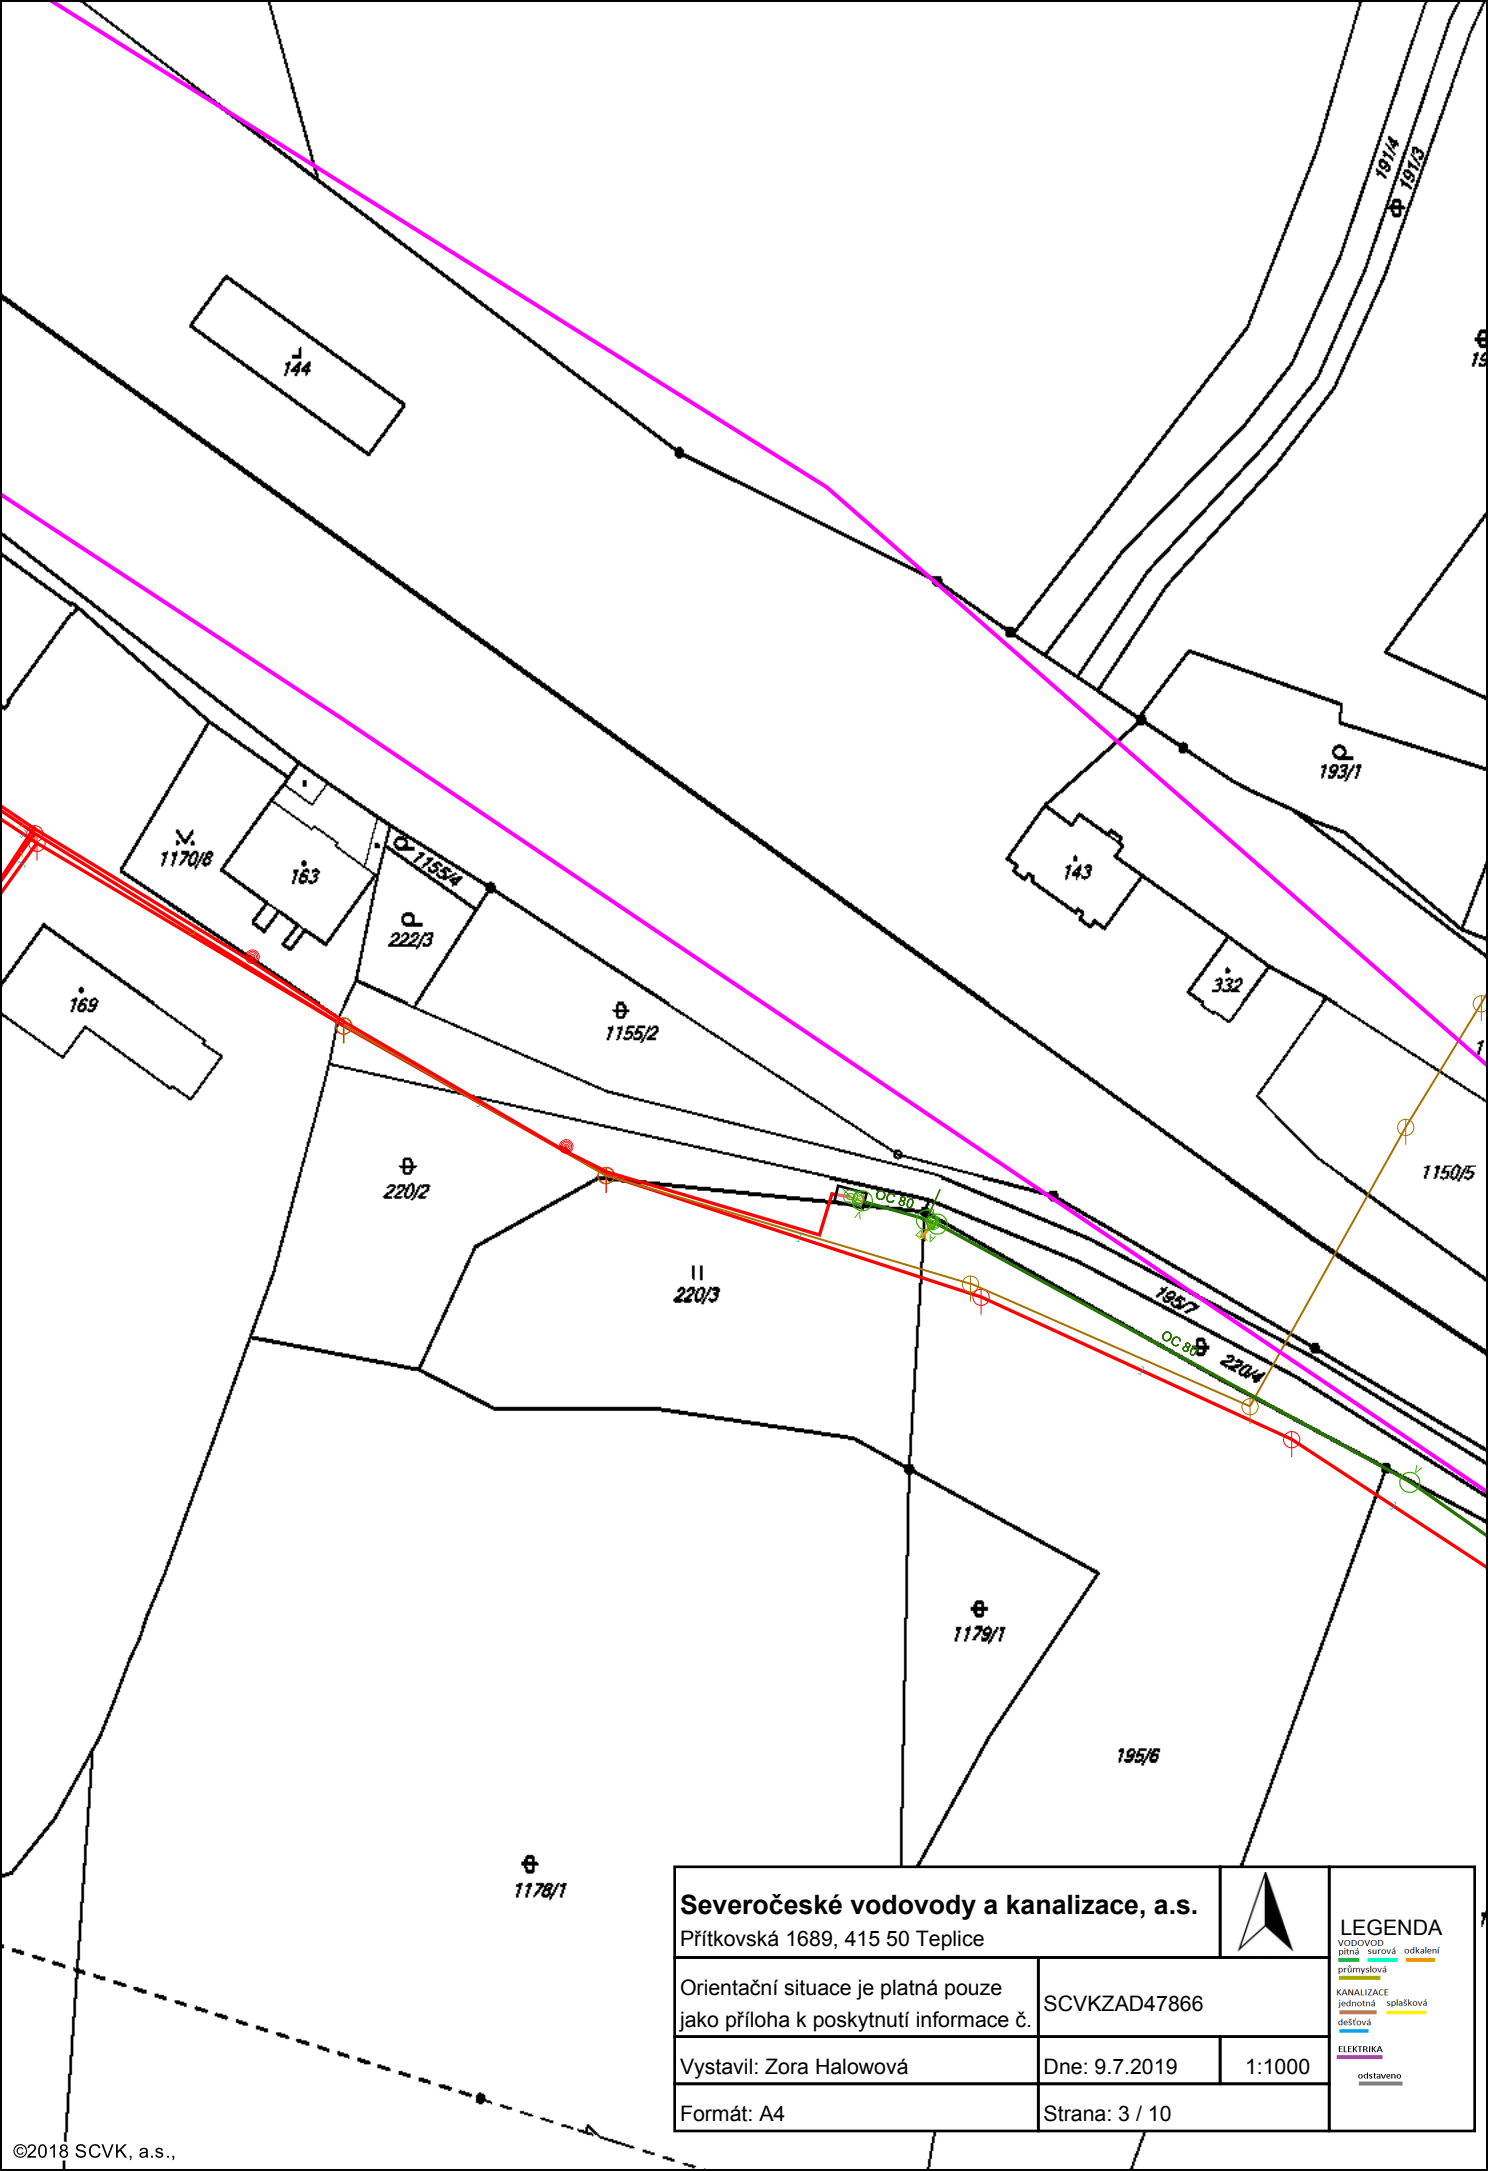 191/4
191/3
19
144
193/1
1170/8
163
1155/4
143
222/3
332
169
1155/2
1
1150/5
220/2
OC 80
220/3
195/7
OC 80
220/4
1179/1
195/6
1178/1
Severočeské vodovody a kanalizace, a.s.
Přítkovská 1689, 415 50 Teplice
Orientační situace je platná pouze
jako příloha k poskytnutí informace č.
SCVKZAD47866
Vystavil: Zora Halowová
Dne: 9.7.2019
1:1000
Formát: A4
Strana: 3 / 10
LEGENDA
VODOVOD
pitná surová odkalení
průmyslová
KANALIZACE
jednotná splašková
dešťová
ELEKTRIKA
odstaveno
©2018 SCVK, a.s.,